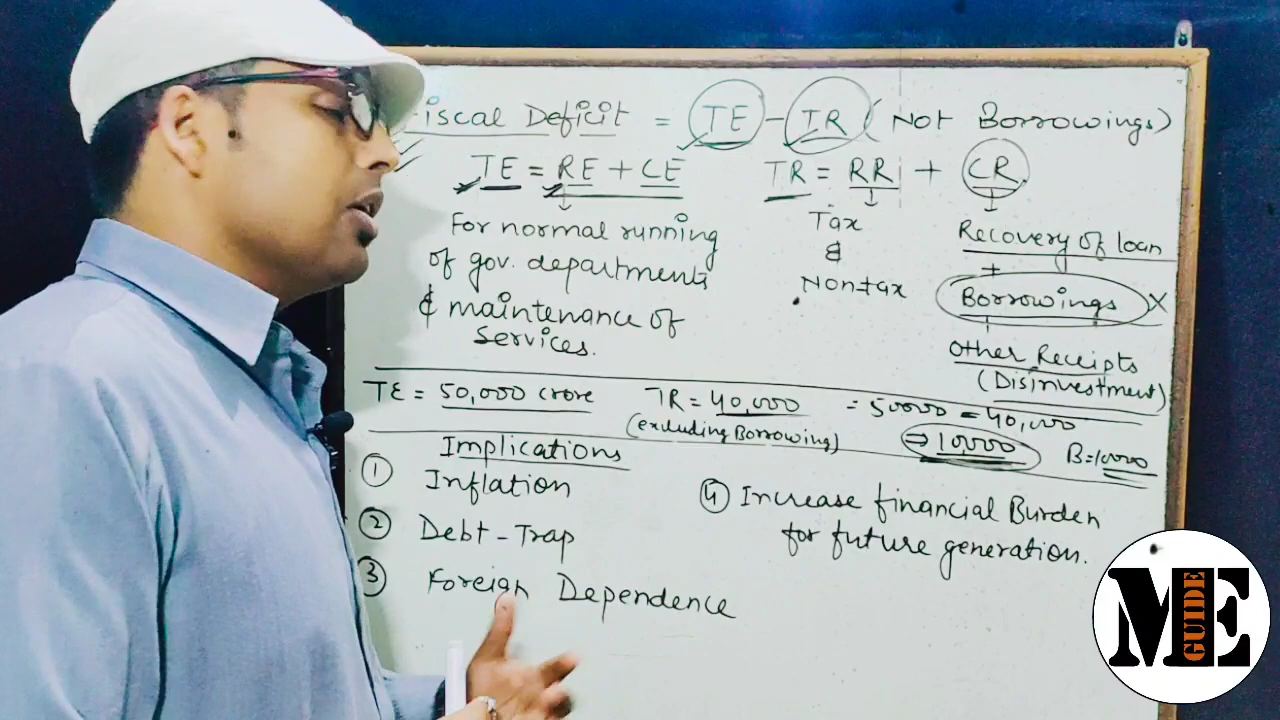 iscal Deficit = TE - TR ( Not Borrowings)
TE = RE + CE
TR = RR + CR
For normal running
of gov. departments
& maintenance of
services.
Tax
&
Non-tax
Recovery of loan
+
Borrowings X
+
Other Receipts
(Disinvestment)
TE = 50,000 crore
TR = 40,000
(excluding Borrowing)
= 50000 - 40,000
⇒ 10000
B=10000
Implications
① Inflation
② Debt-Trap
③ Foreign Dependence
④ Increase financial Burden
for future generation.
ME
GUIDE